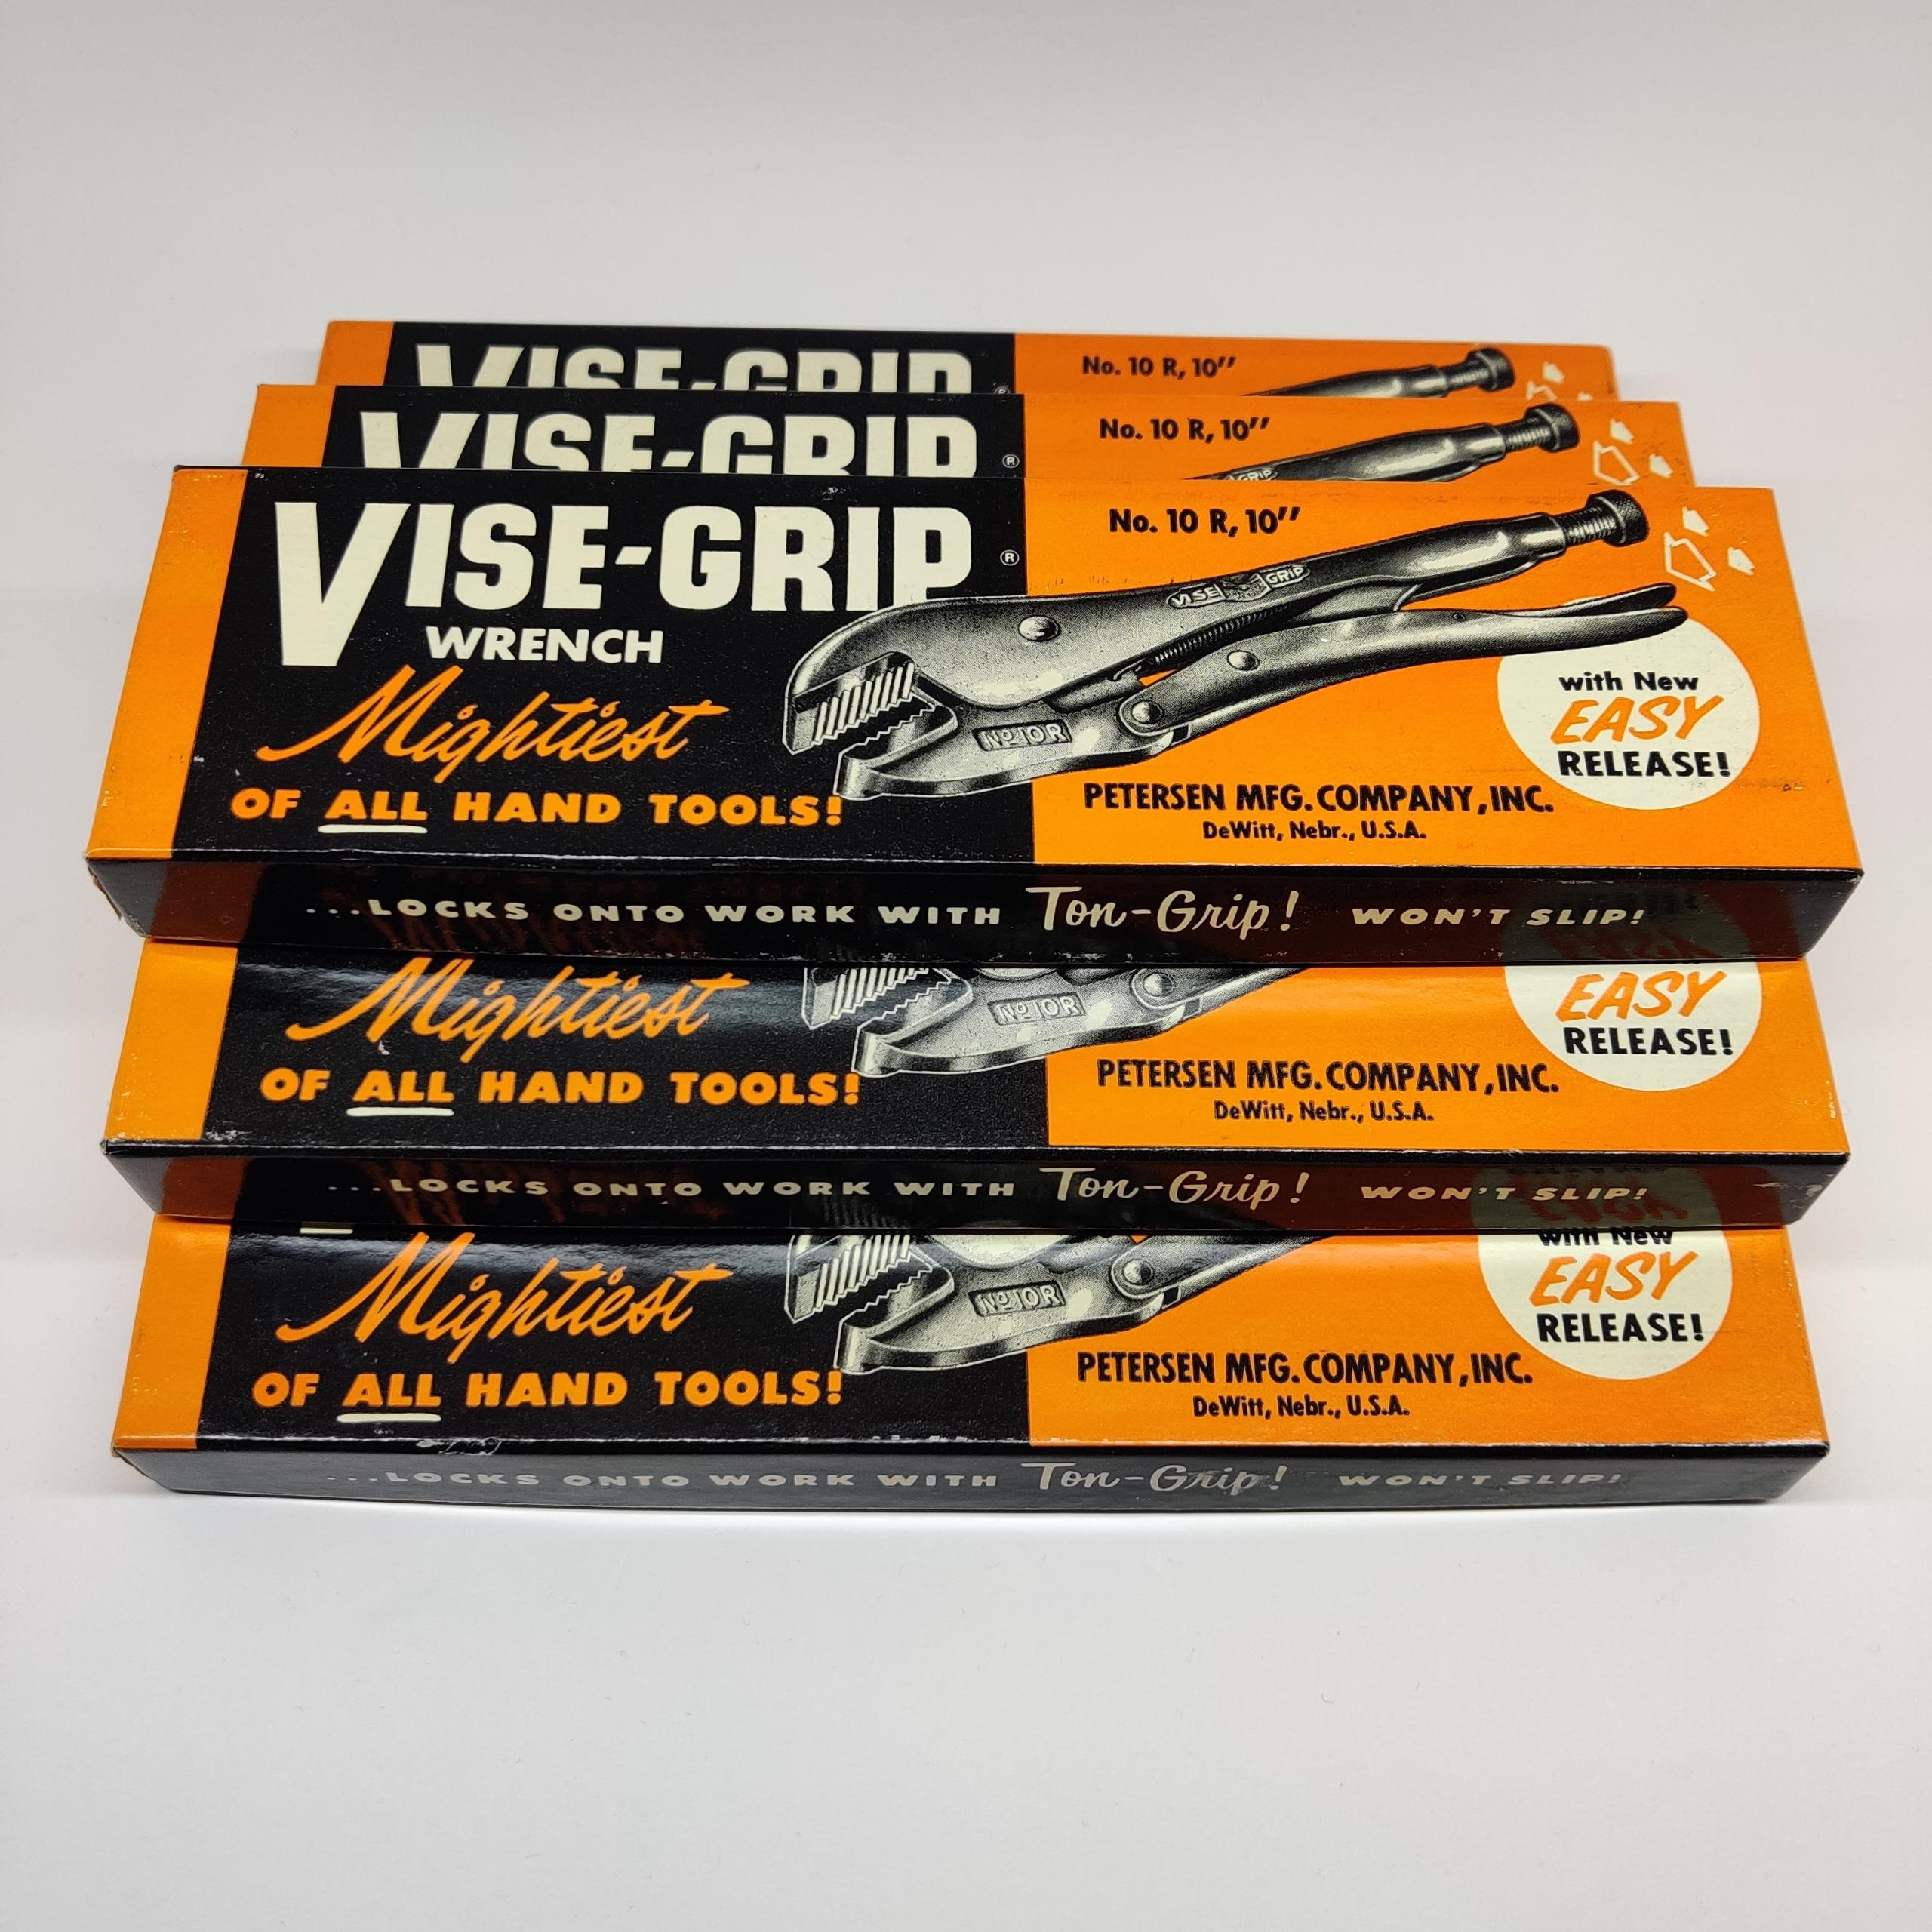 VISE-GRIP
No. 10 R, 10"
VISE-GRIP ®
No. 10 R, 10"
GRIP
VISE-GRIP ®
WRENCH
No. 10 R, 10"
VISE GRIP
Mightiest
OF ALL HAND TOOLS!
No 10R
with New
EASY
RELEASE!
PETERSEN MFG. COMPANY, INC.
DeWitt, Nebr., U.S.A.
...LOCKS ONTO WORK WITH Ton-Grip! WON'T SLIP!
Mightiest
OF ALL HAND TOOLS!
No 10R
EASY
RELEASE!
PETERSEN MFG. COMPANY, INC.
DeWitt, Nebr., U.S.A.
...LOCKS ONTO WORK WITH Ton-Grip! WON'T SLIP!
Mightiest
OF ALL HAND TOOLS!
No 10R
with New
EASY
RELEASE!
PETERSEN MFG. COMPANY, INC.
DeWitt, Nebr., U.S.A.
...LOCKS ONTO WORK WITH Ton-Grip! WON'T SLIP!